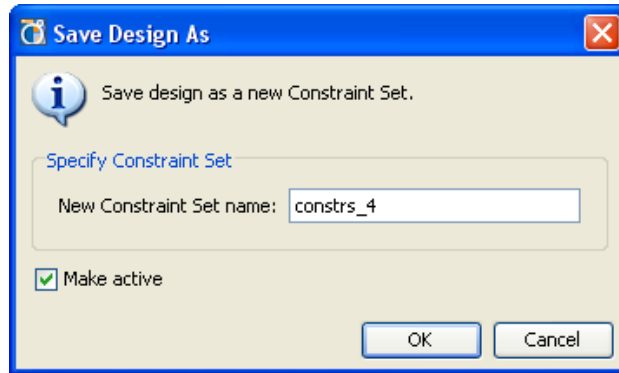 Save Design As
Save design as a new Constraint Set.
Specify Constraint Set
New Constraint Set name: constrs_4
Make active
OK Cancel